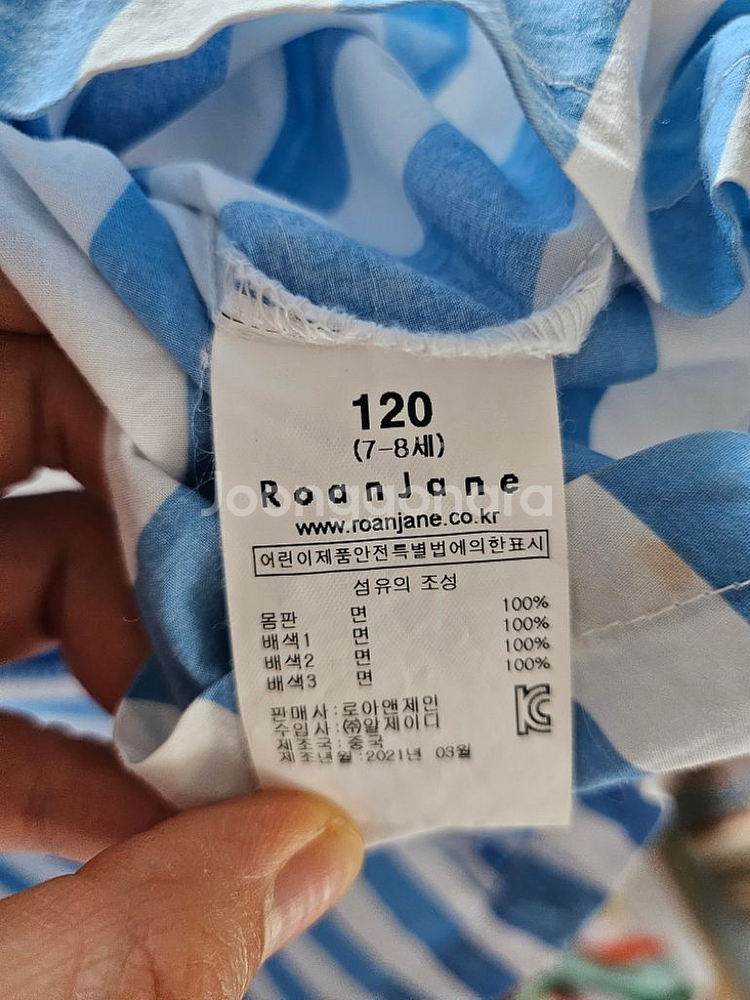 120
(7-8세)
RoanJane
Joonggonara
www.roanjane.co.kr
어린이제품안전특별법에의한표시
섬유의 조성
몸판 면 100%
배색1 면 100%
배색2 면 100%
배색3 면 100%
판매사 : 로아앤제인
수입사 : ㈜알제이디
제조국 : 중국
제조년월 : 2021년 03월
KC